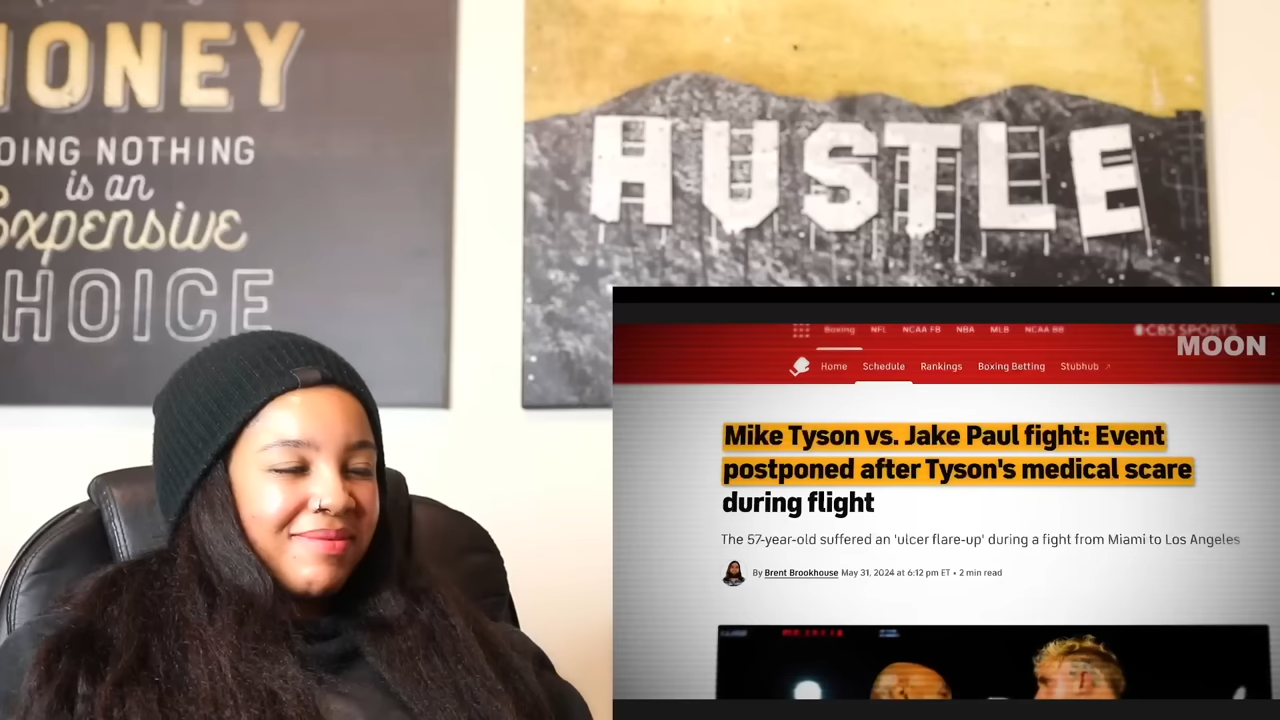 MONEY
DOING NOTHING
is an
Expensive
CHOICE
HUSTLE
Boxing NFL NCAA FB NBA MLB NCAA BB
CBS SPORTS
MOON
Home Schedule Rankings Boxing Betting Stubhub
Mike Tyson vs. Jake Paul fight: Event
postponed after Tyson's medical scare
during flight
The 57-year-old suffered an 'ulcer flare-up' during a fight from Miami to Los Angeles
By Brent Brookhouse May 31, 2024 at 6:12 pm ET • 2 min read